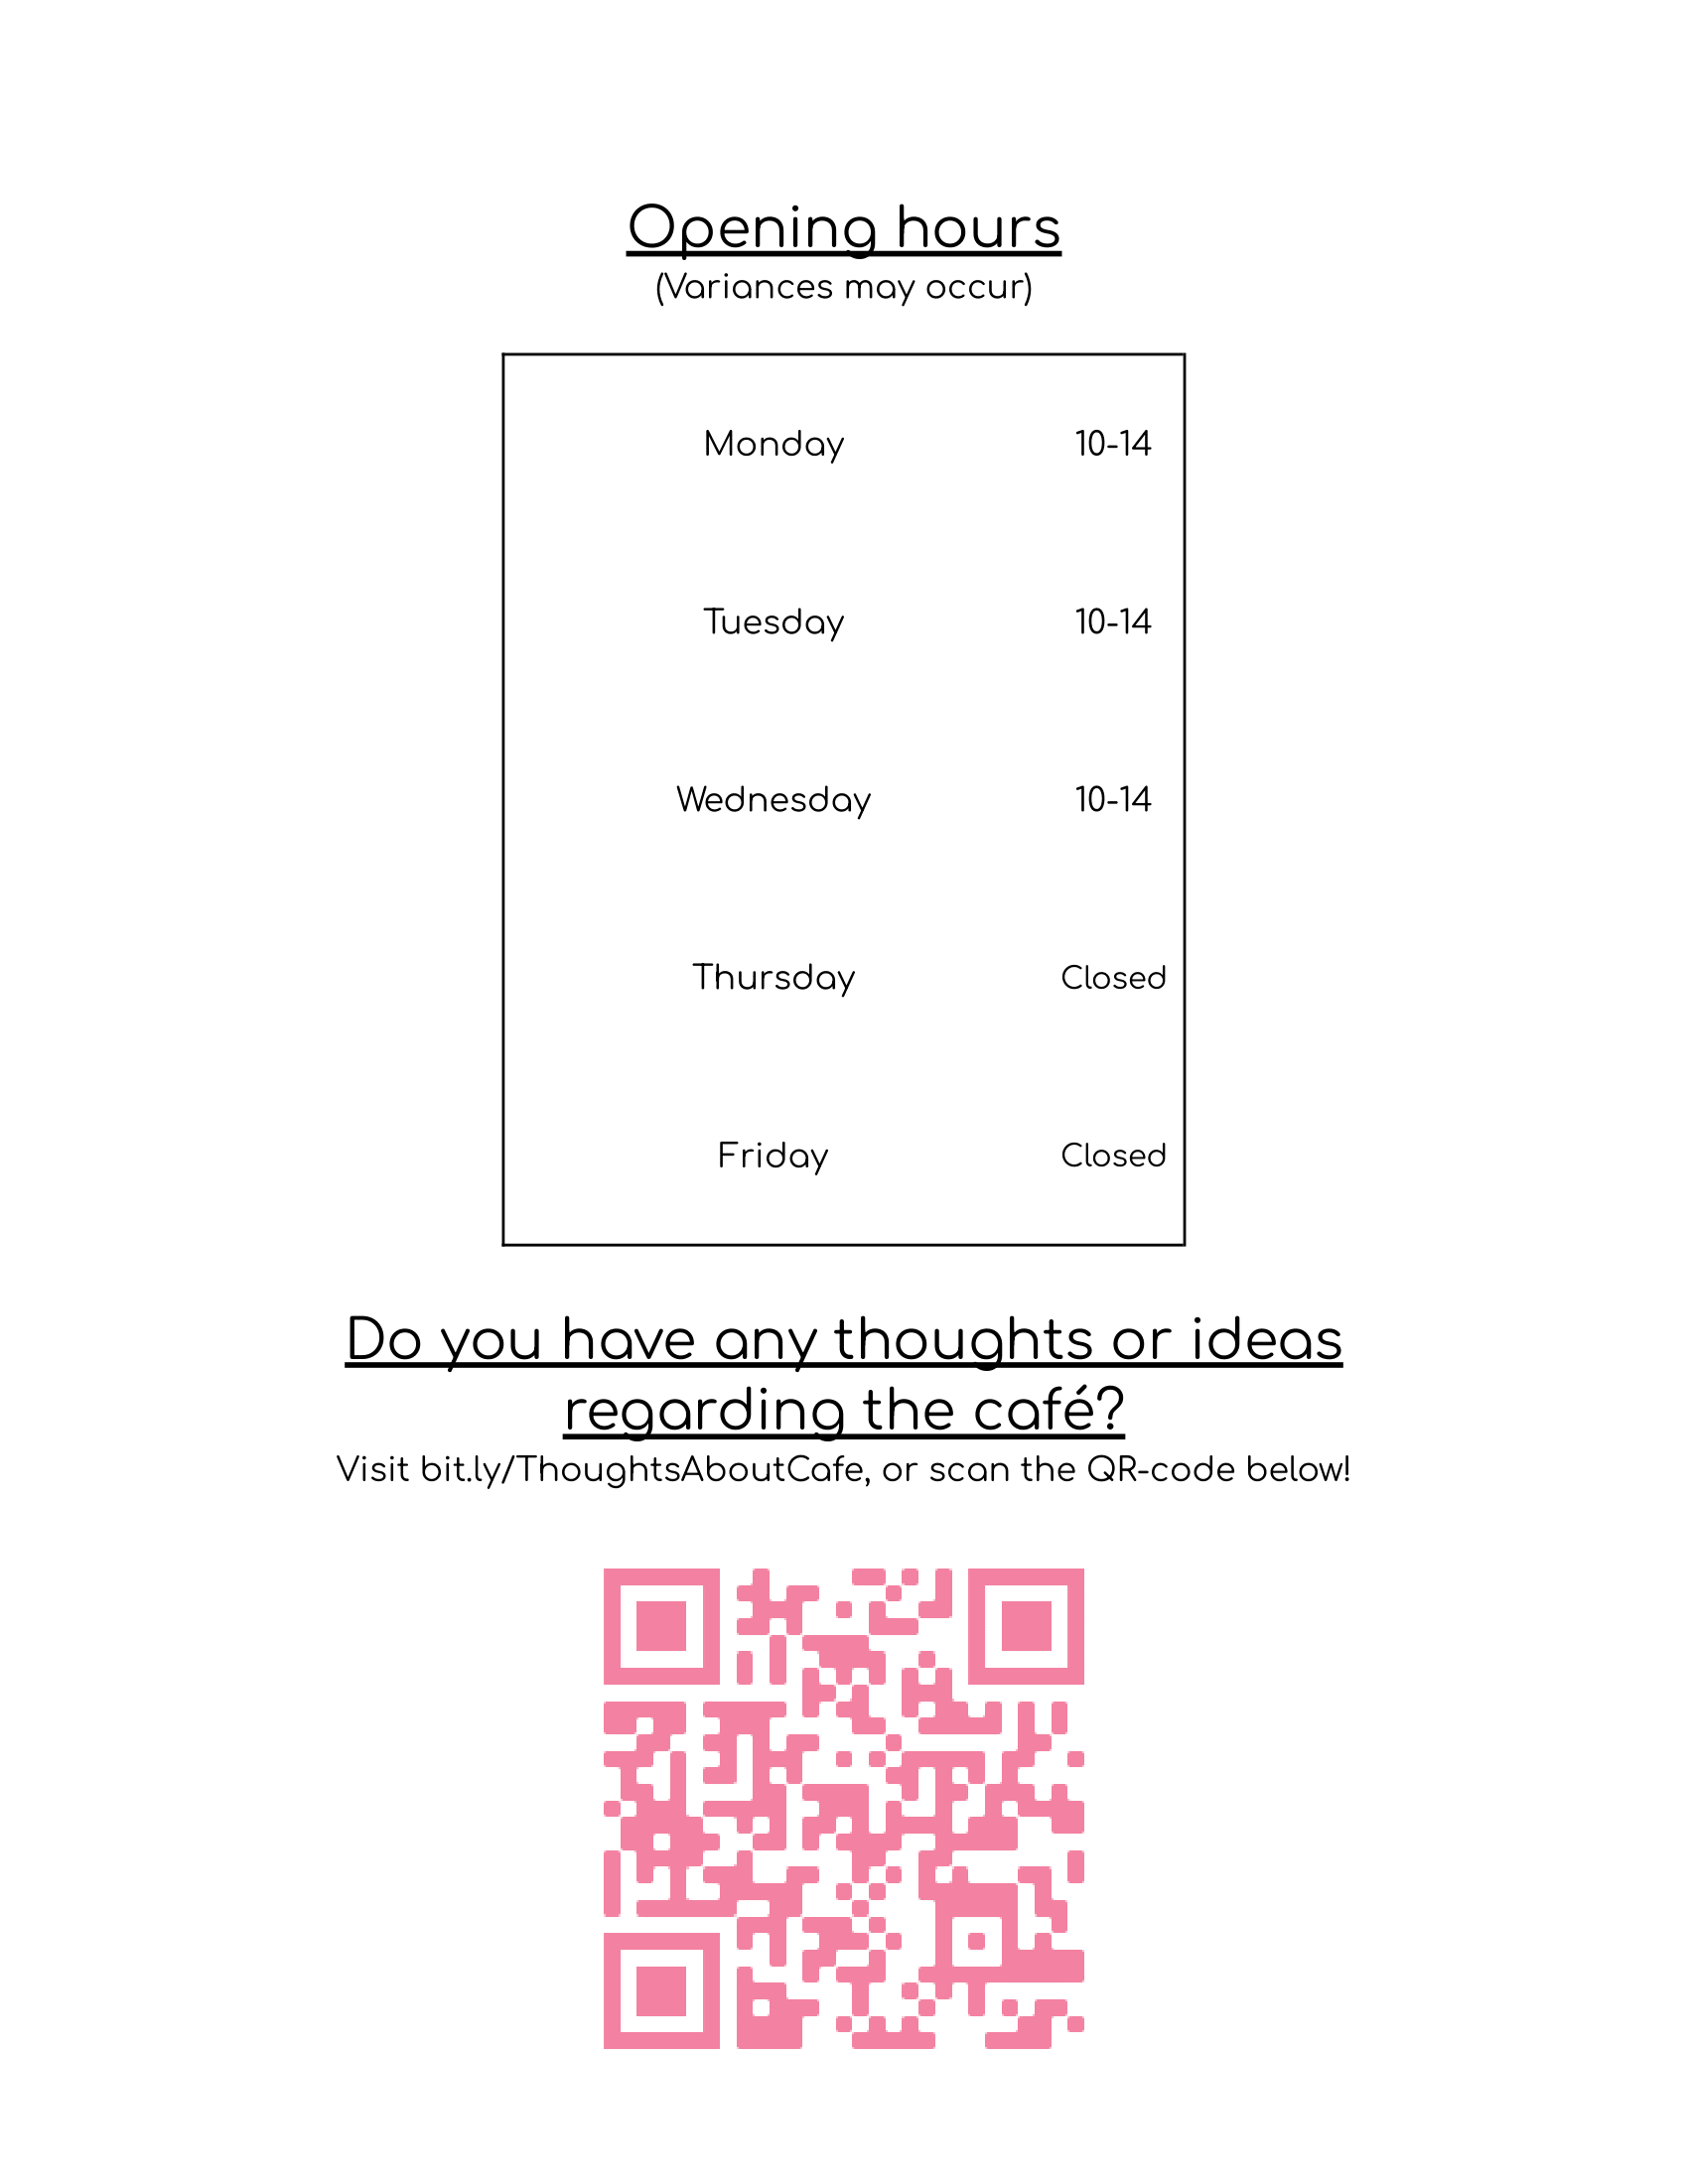 Opening hours
(Variances may occur)
Monday 10-14
Tuesday 10-14
Wednesday 10-14
Thursday Closed
Friday Closed
Do you have any thoughts or ideas
regarding the café?
Visit bit.ly/ThoughtsAboutCafe, or scan the QR-code below!